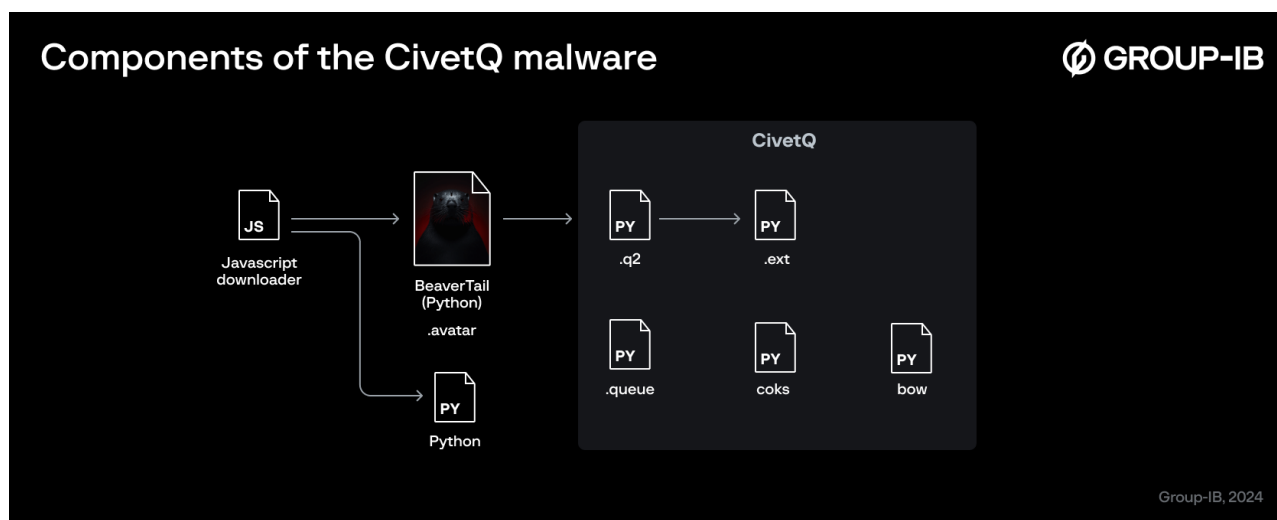 Components of the CivetQ malware
GROUP-IB
CivetQ
JS
Javascript
downloader
BeaverTail
(Python)
.avatar
PY
Python
PY
.q2
PY
.ext
PY
.queue
PY
coks
PY
bow
Group-IB, 2024